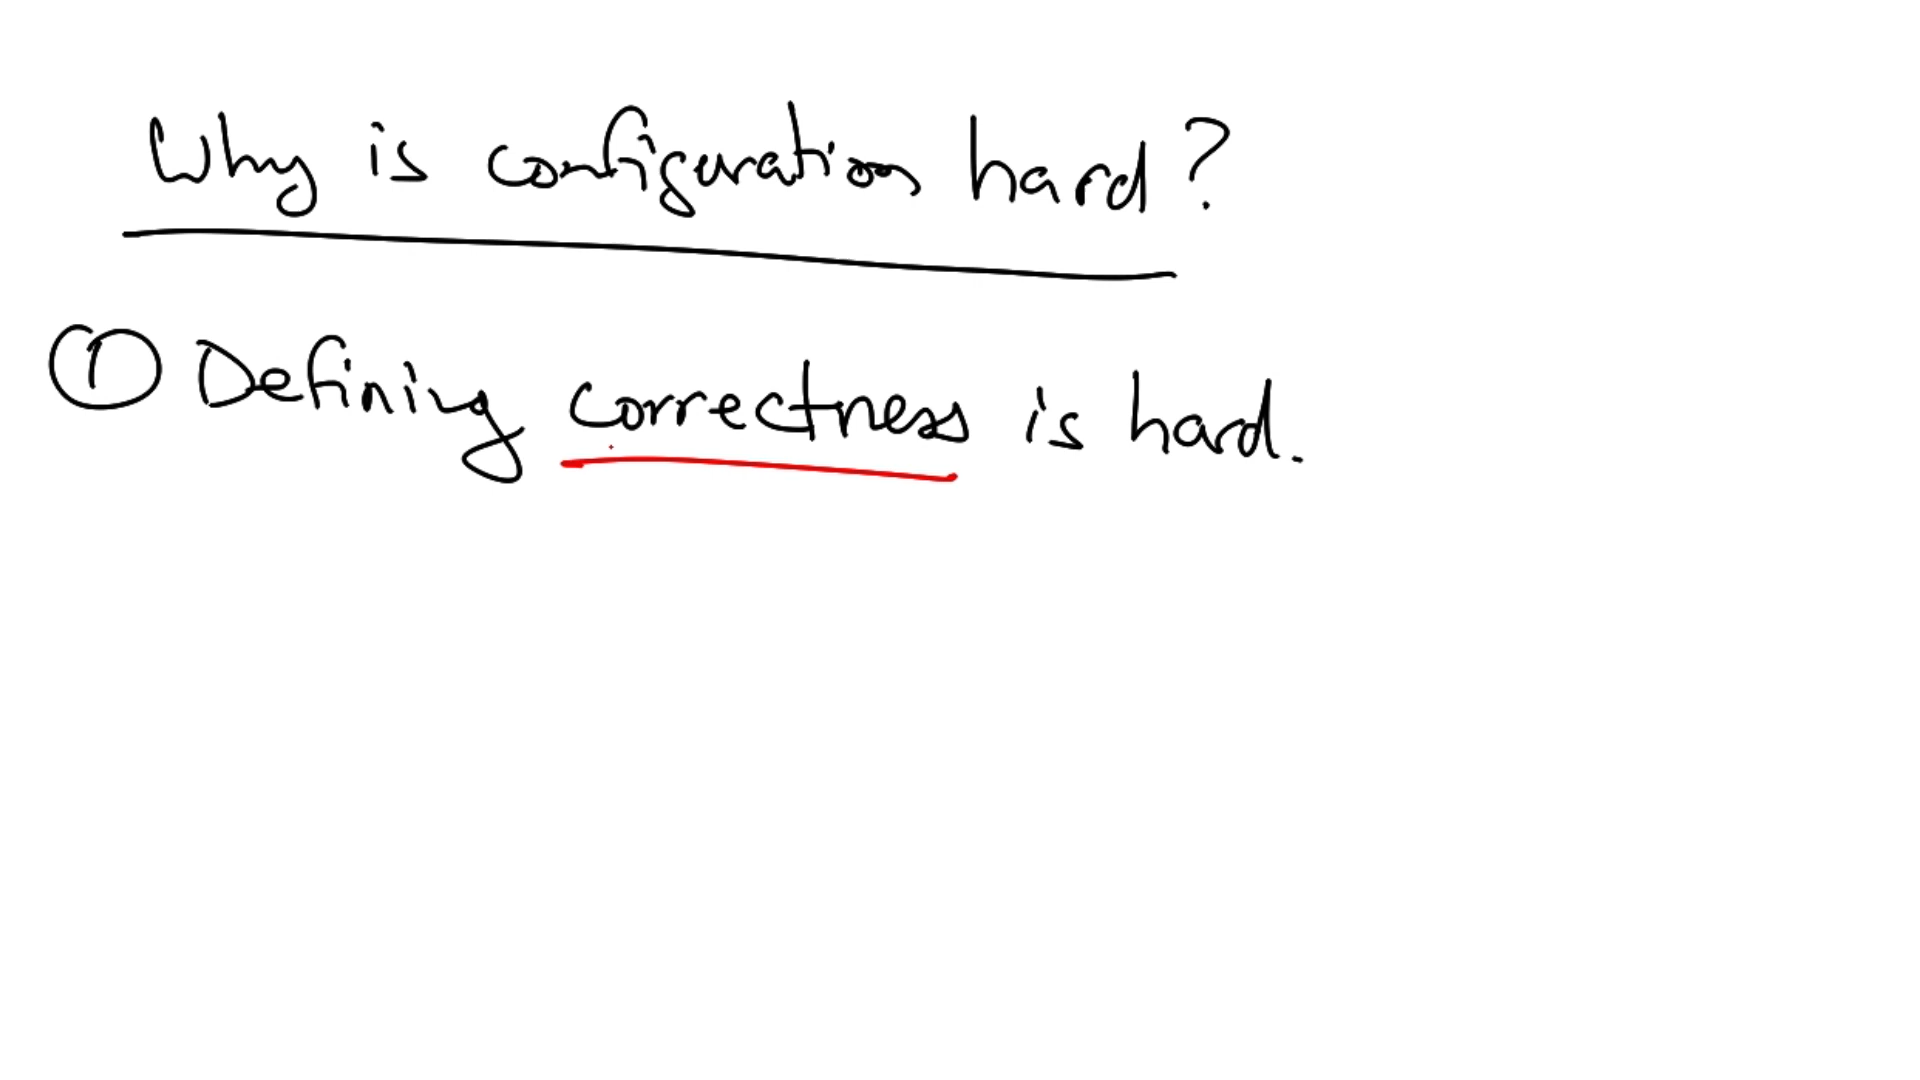 Why is configuration hard?
① Defining correctness is hard.